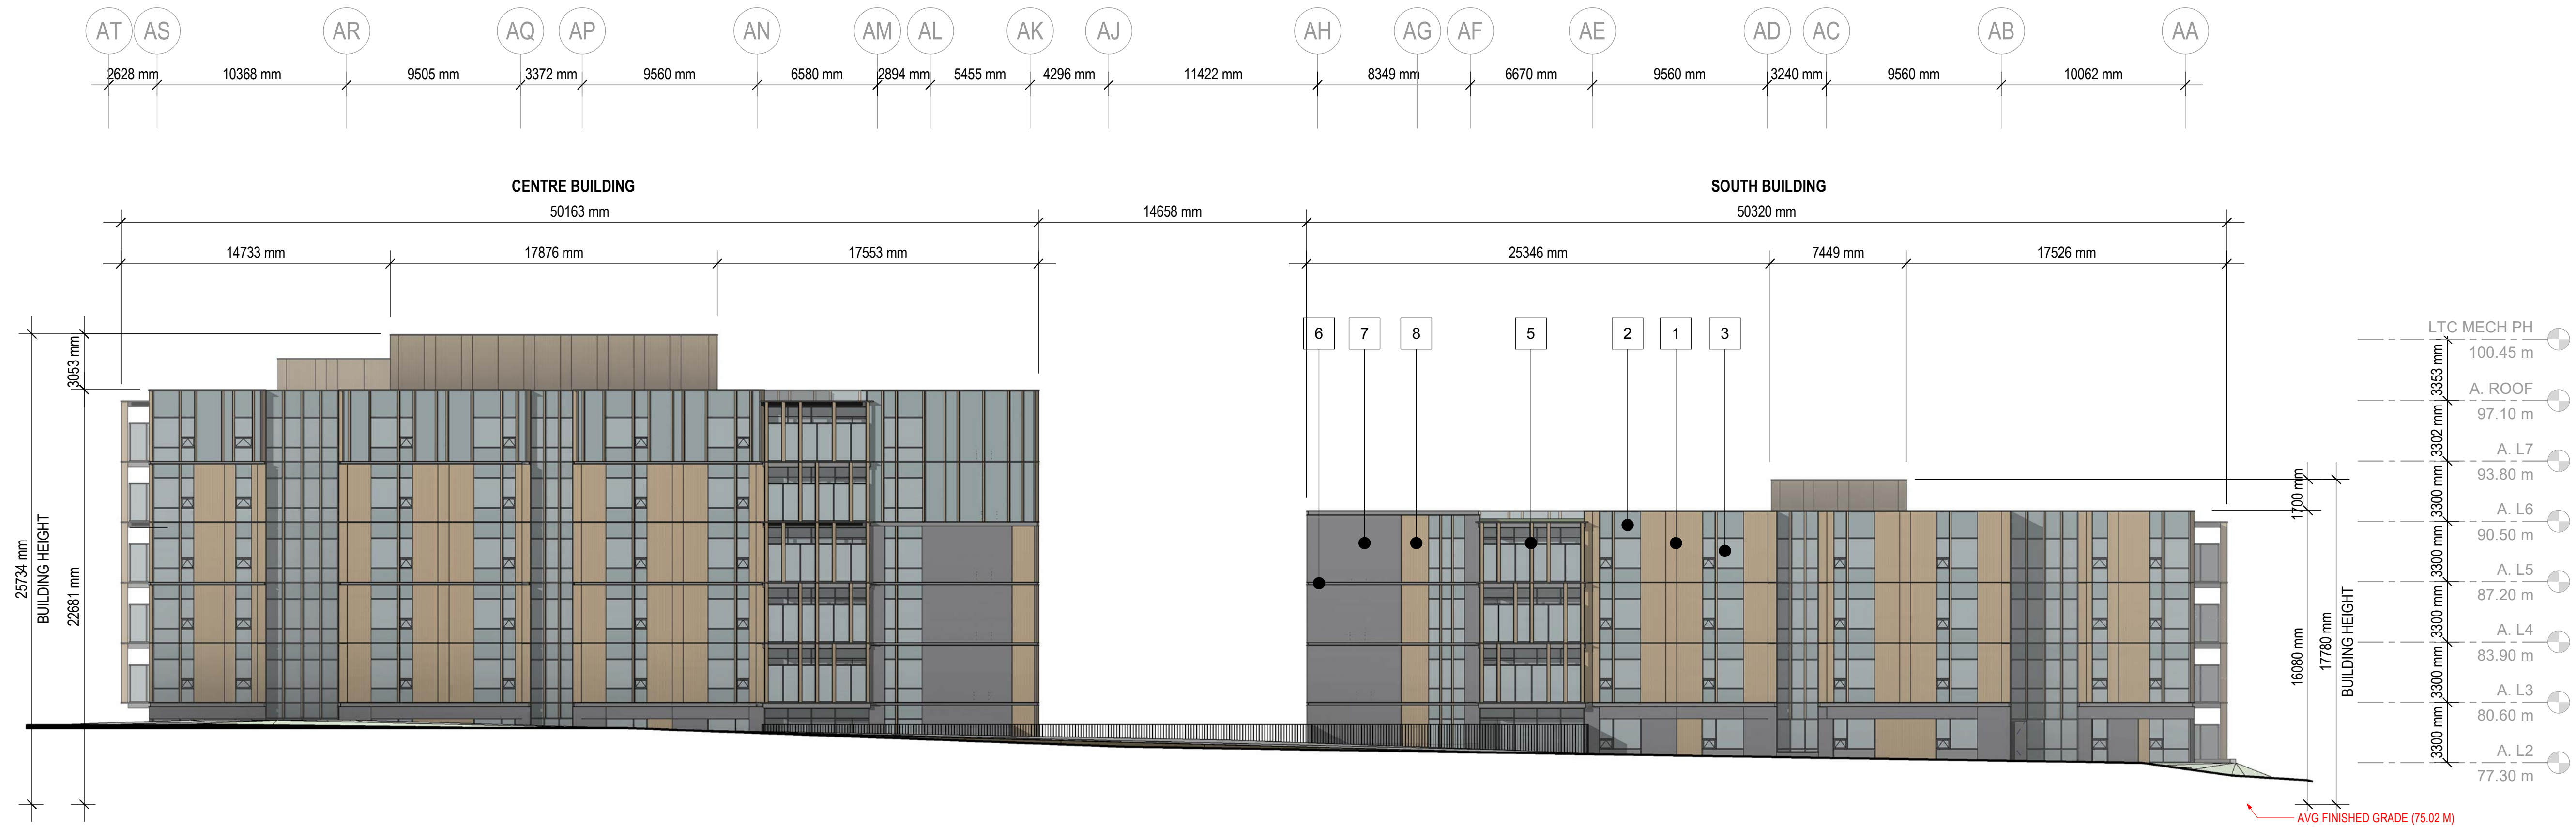 AT AS AR AQ AP AN AM AL AK AJ AH AG AF AE AD AC AB AA
2628 mm 10368 mm 9505 mm 3372 mm 9560 mm 6580 mm 2894 mm 5455 mm 4296 mm 11422 mm 8349 mm 6670 mm 9560 mm 3240 mm 9560 mm 10062 mm
CENTRE BUILDING
SOUTH BUILDING
50163 mm 14658 mm 50320 mm
14733 mm 17876 mm 17553 mm 25346 mm 7449 mm 17526 mm
6 7 8 5 2 1 3
3053 mm
25734 mm
BUILDING HEIGHT
22681 mm
1700 mm
16080 mm
17780 mm
BUILDING HEIGHT
LTC MECH PH
100.45 m
3353 mm
A. ROOF
97.10 m
3302 mm
A. L7
93.80 m
3300 mm
A. L6
90.50 m
3300 mm
A. L5
87.20 m
3300 mm
A. L4
83.90 m
3300 mm
A. L3
80.60 m
3300 mm
A. L2
77.30 m
AVG FINISHED GRADE (75.02 M)